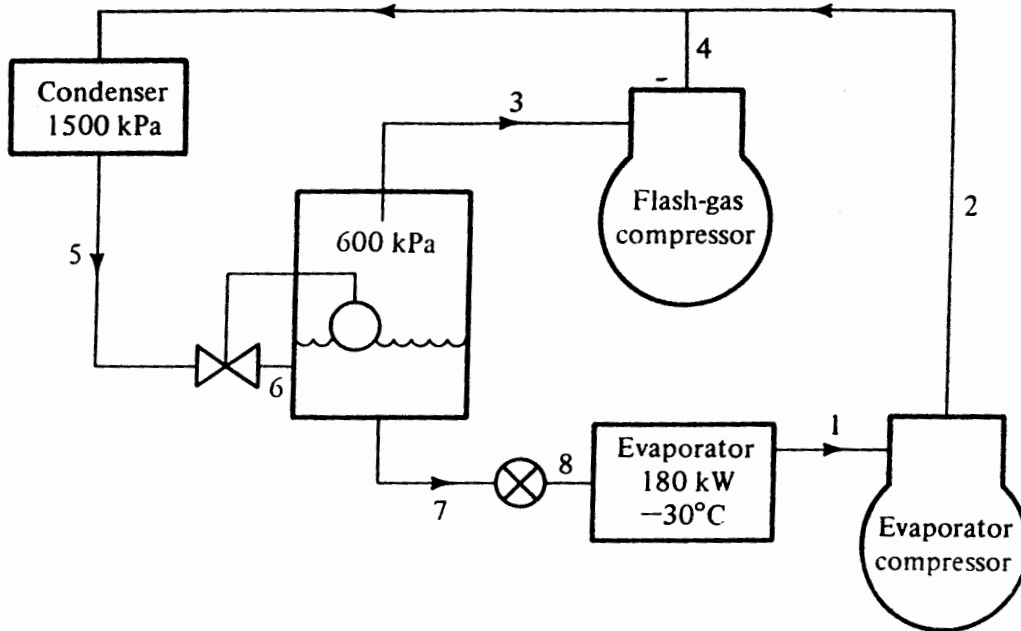 4
Condenser
1500 kPa
3
Flash-gas
compressor
2
5
600 kPa
6
7
8
Evaporator
180 kW
−30°C
1
Evaporator
compressor